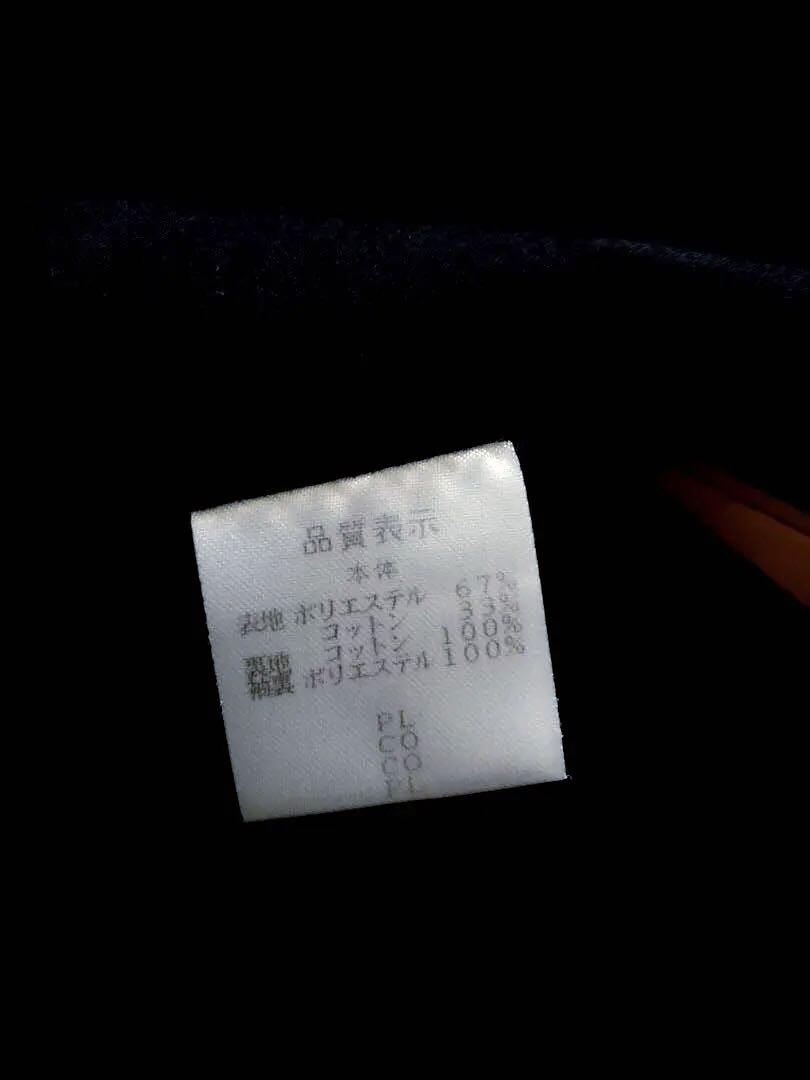 品質表示
本体
表地 ポリエステル 67%
コットン 33%
裏地 コットン 100%
袖裏 ポリエステル 100%
PL
CO
CO
PL